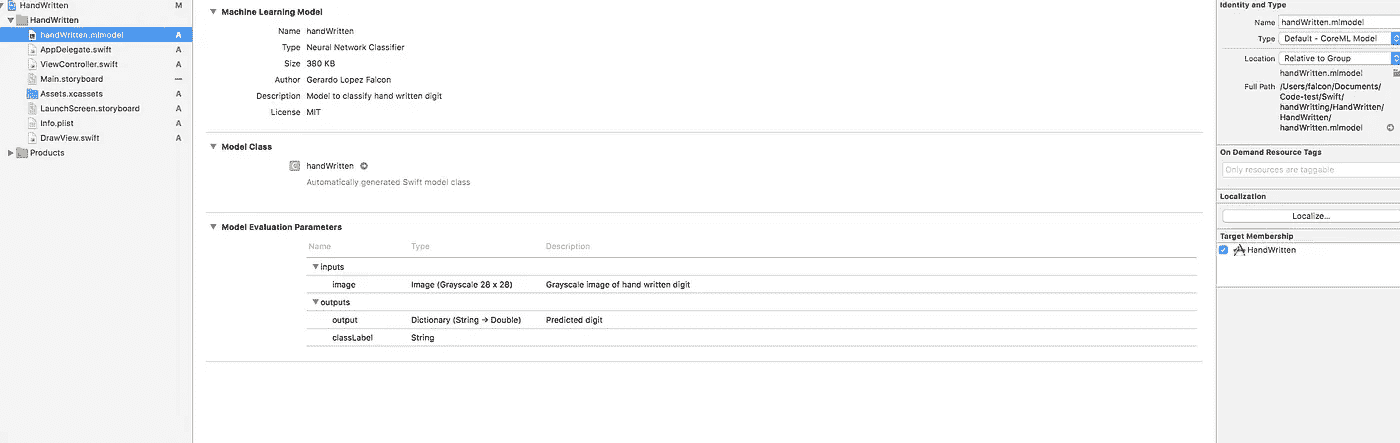 HandWritten M
HandWritten
handWritten.mlmodel A
AppDelegate.swift A
ViewController.swift A
Main.storyboard —
Assets.xcassets A
LaunchScreen.storyboard A
Info.plist A
DrawView.swift A
Products
Machine Learning Model
Name handWritten
Type Neural Network Classifier
Size 380 KB
Author Gerardo Lopez Falcon
Description Model to classify hand written digit
License MIT
Model Class
handWritten
Automatically generated Swift model class
Model Evaluation Parameters
Name Type Description
inputs
image Image (Grayscale 28 x 28) Grayscale image of hand written digit
outputs
output Dictionary (String → Double) Predicted digit
classLabel String
Identity and Type
Name handWritten.mlmodel
Type Default - CoreML Model
Location Relative to Group
handWritten.mlmodel
Full Path /Users/falcon/Documents/
Code-test/Swift/
handWritting/HandWritten/
HandWritten/
handWritten.mlmodel
On Demand Resource Tags
Only resources are taggable
Localization
Localize...
Target Membership
HandWritten